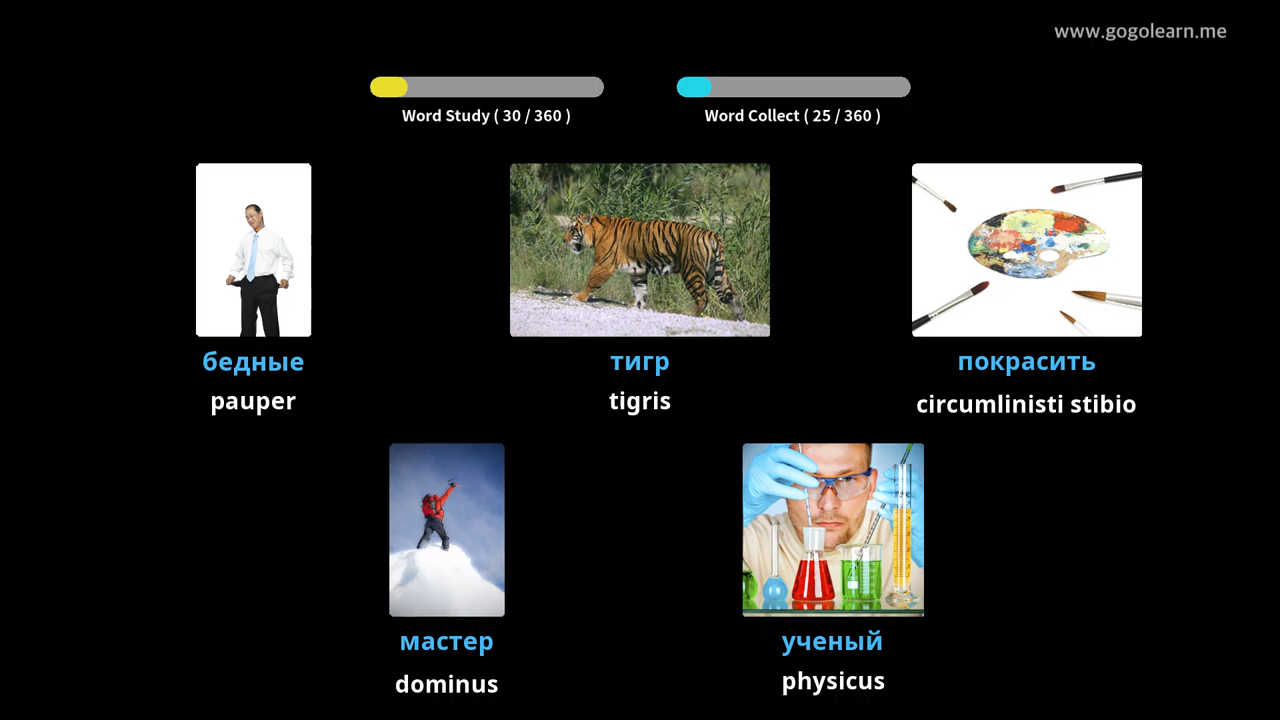 www.gogolearn.me
Word Study ( 30 / 360 )
Word Collect ( 25 / 360 )
бедные
pauper
тигр
tigris
покрасить
circumlinisti stibio
мастер
dominus
ученый
physicus